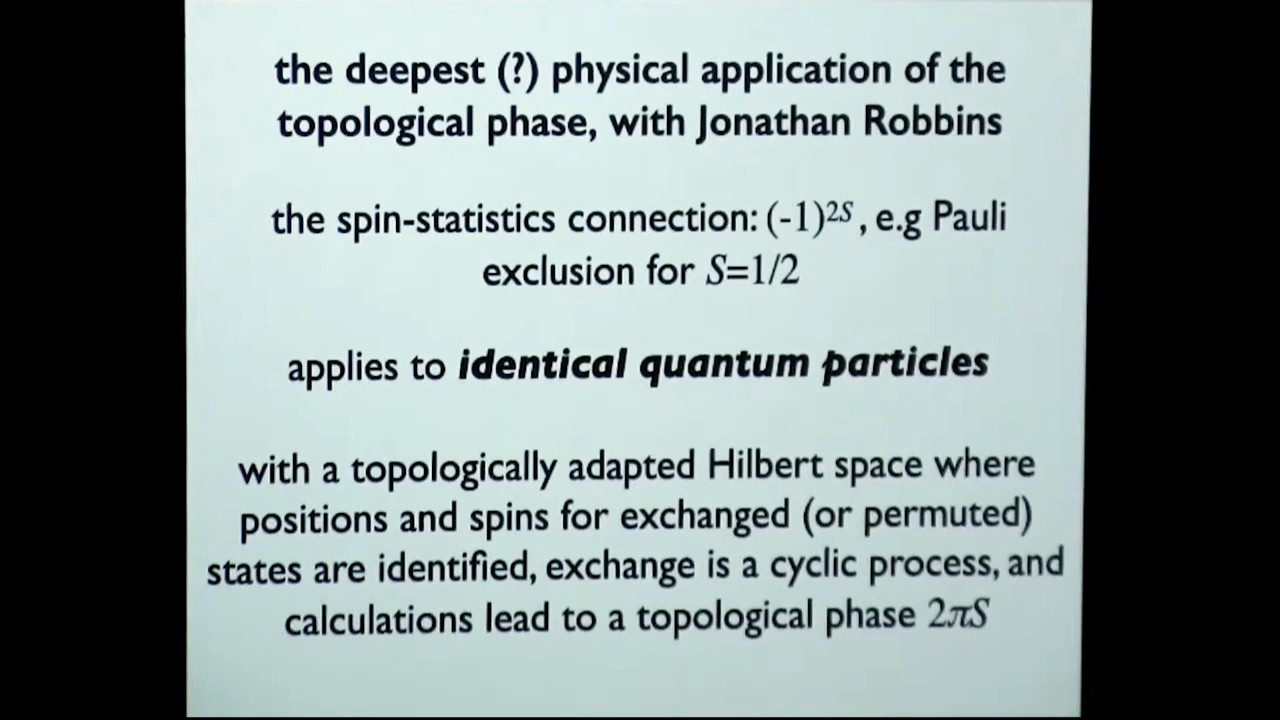 the deepest (?) physical application of the
topological phase, with Jonathan Robbins
the spin-statistics connection: (-1)²ˢ, e.g Pauli
exclusion for S=1/2
applies to identical quantum particles
with a topologically adapted Hilbert space where
positions and spins for exchanged (or permuted)
states are identified, exchange is a cyclic process, and
calculations lead to a topological phase 2πS